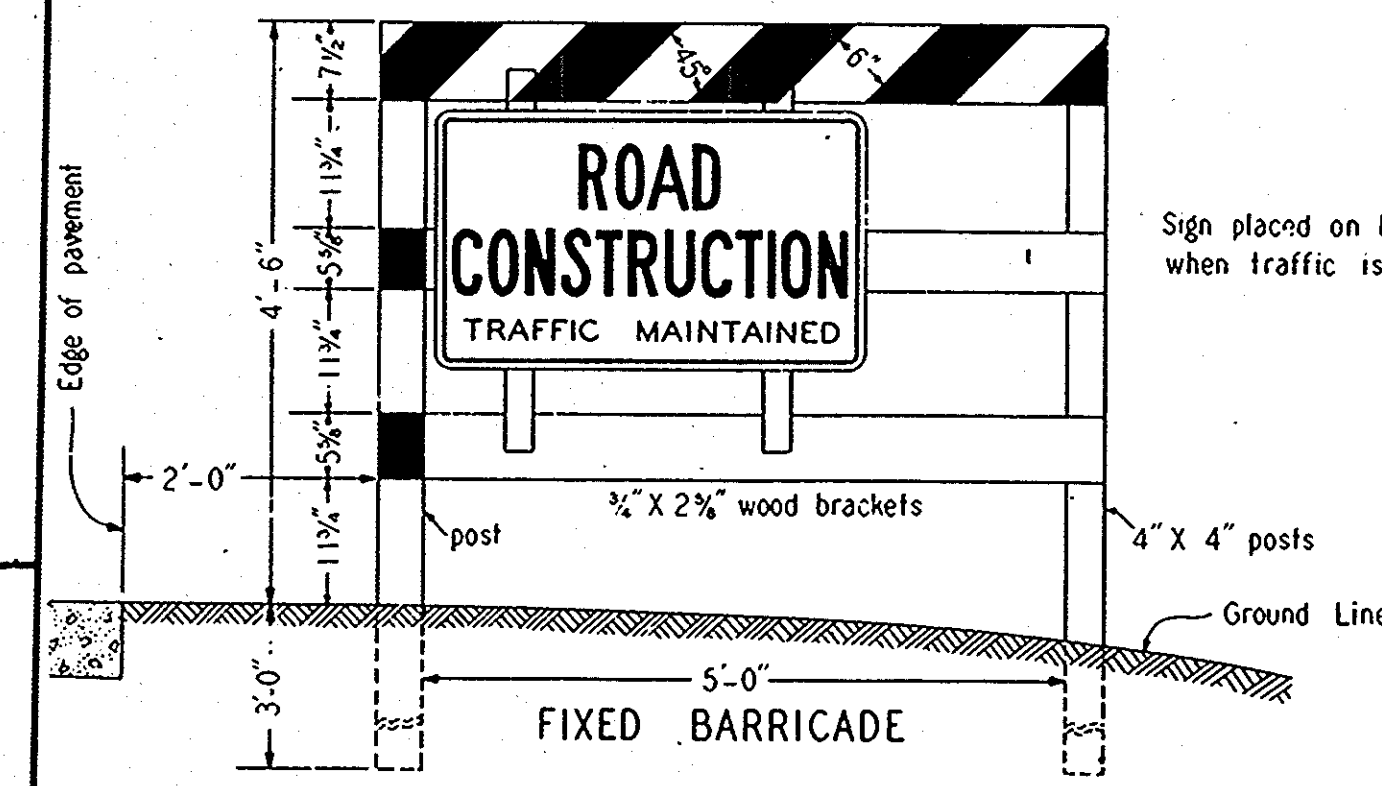 7½"
45°
6"
11¾"
ROAD
CONSTRUCTION
TRAFFIC MAINTAINED
Edge of pavement
4'-6"
5⅝"
11¾"
5⅝"
Sign placed on
when traffic is
2'-0"
¾" X 2⅝" wood brackets
11¾"
post
4" X 4" posts
Ground Line
3'-0"
5'-0"
FIXED BARRICADE